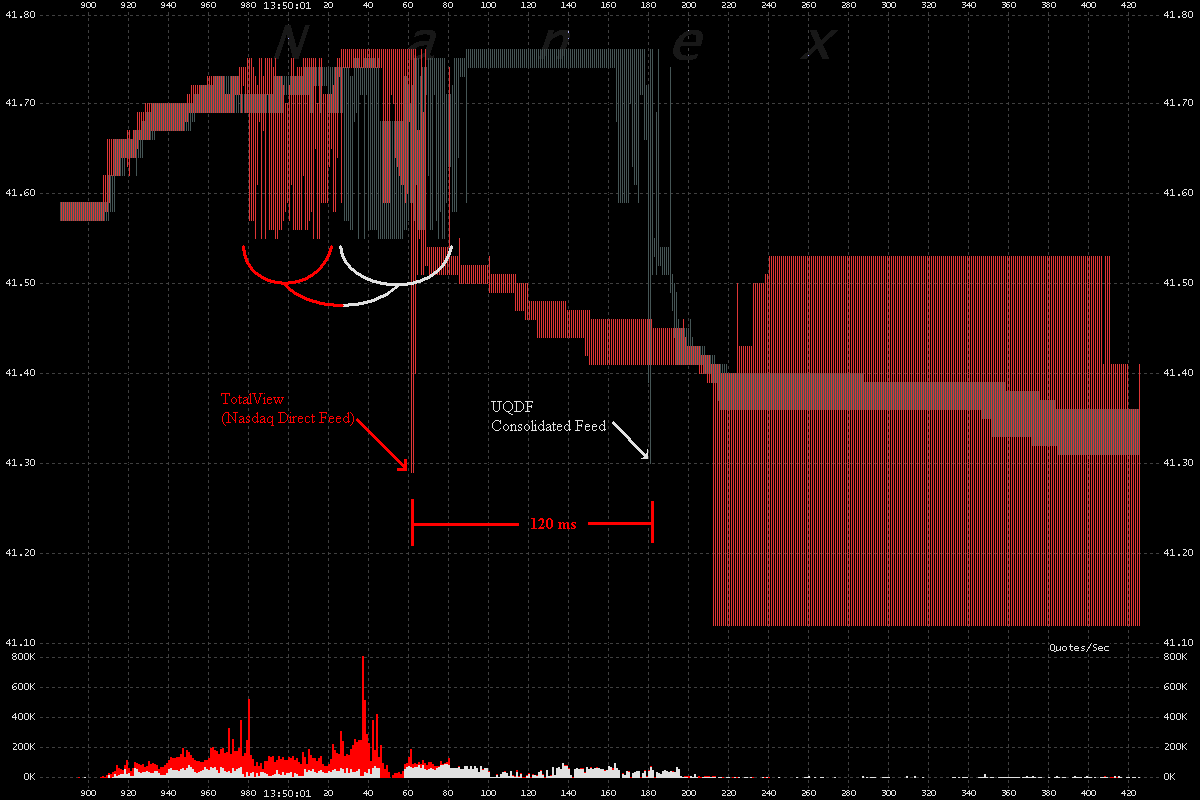 900 920 940 960 980 13:50:01 20 40 60 80 100 120 140 160 180 200 220 240 260 280 300 320 340 360 380 400 420
41.80 41.80
N a n e x
41.70 41.70
41.60 41.60
41.50 41.50
41.40 41.40
TotalView
(Nasdaq Direct Feed)
UQDF
Consolidated Feed
41.30 41.30
120 ms
41.20 41.20
41.10 41.10
Quotes/Sec
800K 800K
600K 600K
400K 400K
200K 200K
0K 0K
900 920 940 960 980 13:50:01 20 40 60 80 100 120 140 160 180 200 220 240 260 280 300 320 340 360 380 400 420